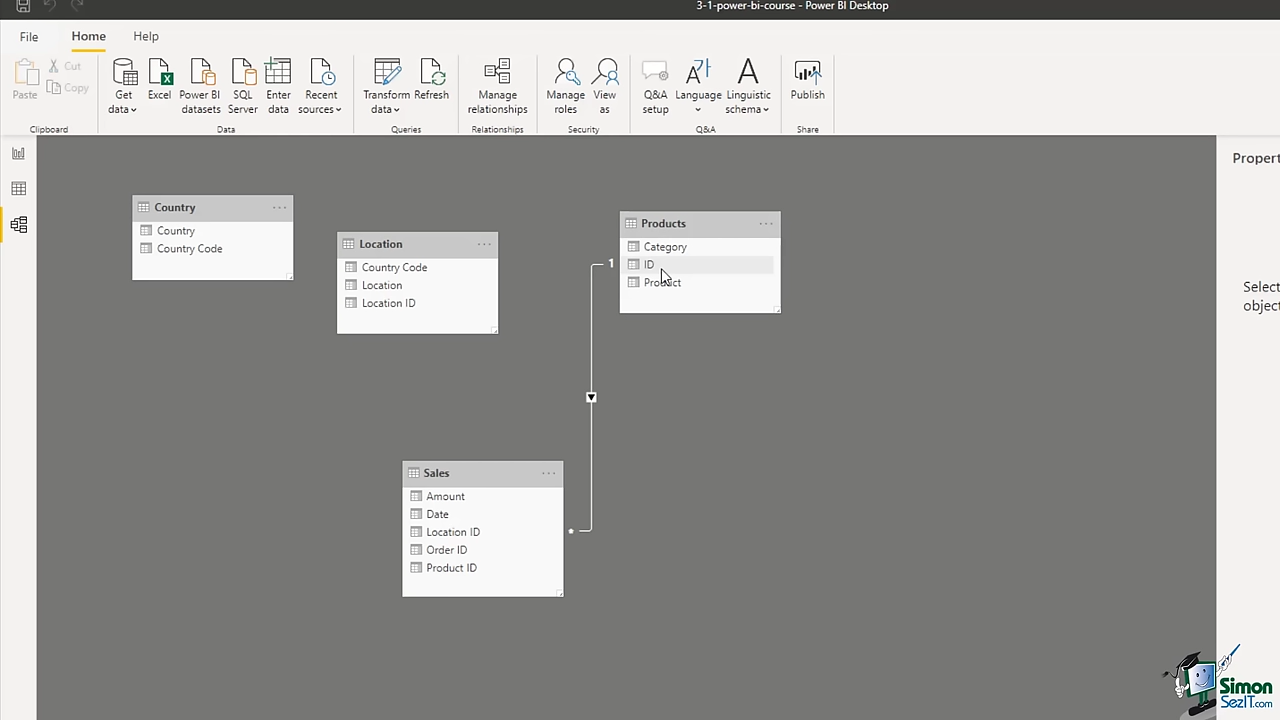 3-1-power-bi-course - Power BI Desktop
File Home Help
Paste
Cut
Copy
Clipboard
Get data
Excel
Power BI datasets
SQL Server
Enter data
Recent sources
Data
Transform data
Refresh
Queries
Manage relationships
Relationships
Manage roles
View as
Security
Q&A setup
Language
Linguistic schema
Q&A
Publish
Share
Propert
Country
Country
Country Code
Location
Country Code
Location
Location ID
Products
Category
ID
Product
1
Select
object
Sales
Amount
Date
Location ID
Order ID
Product ID
*
Simon
SezIT.com